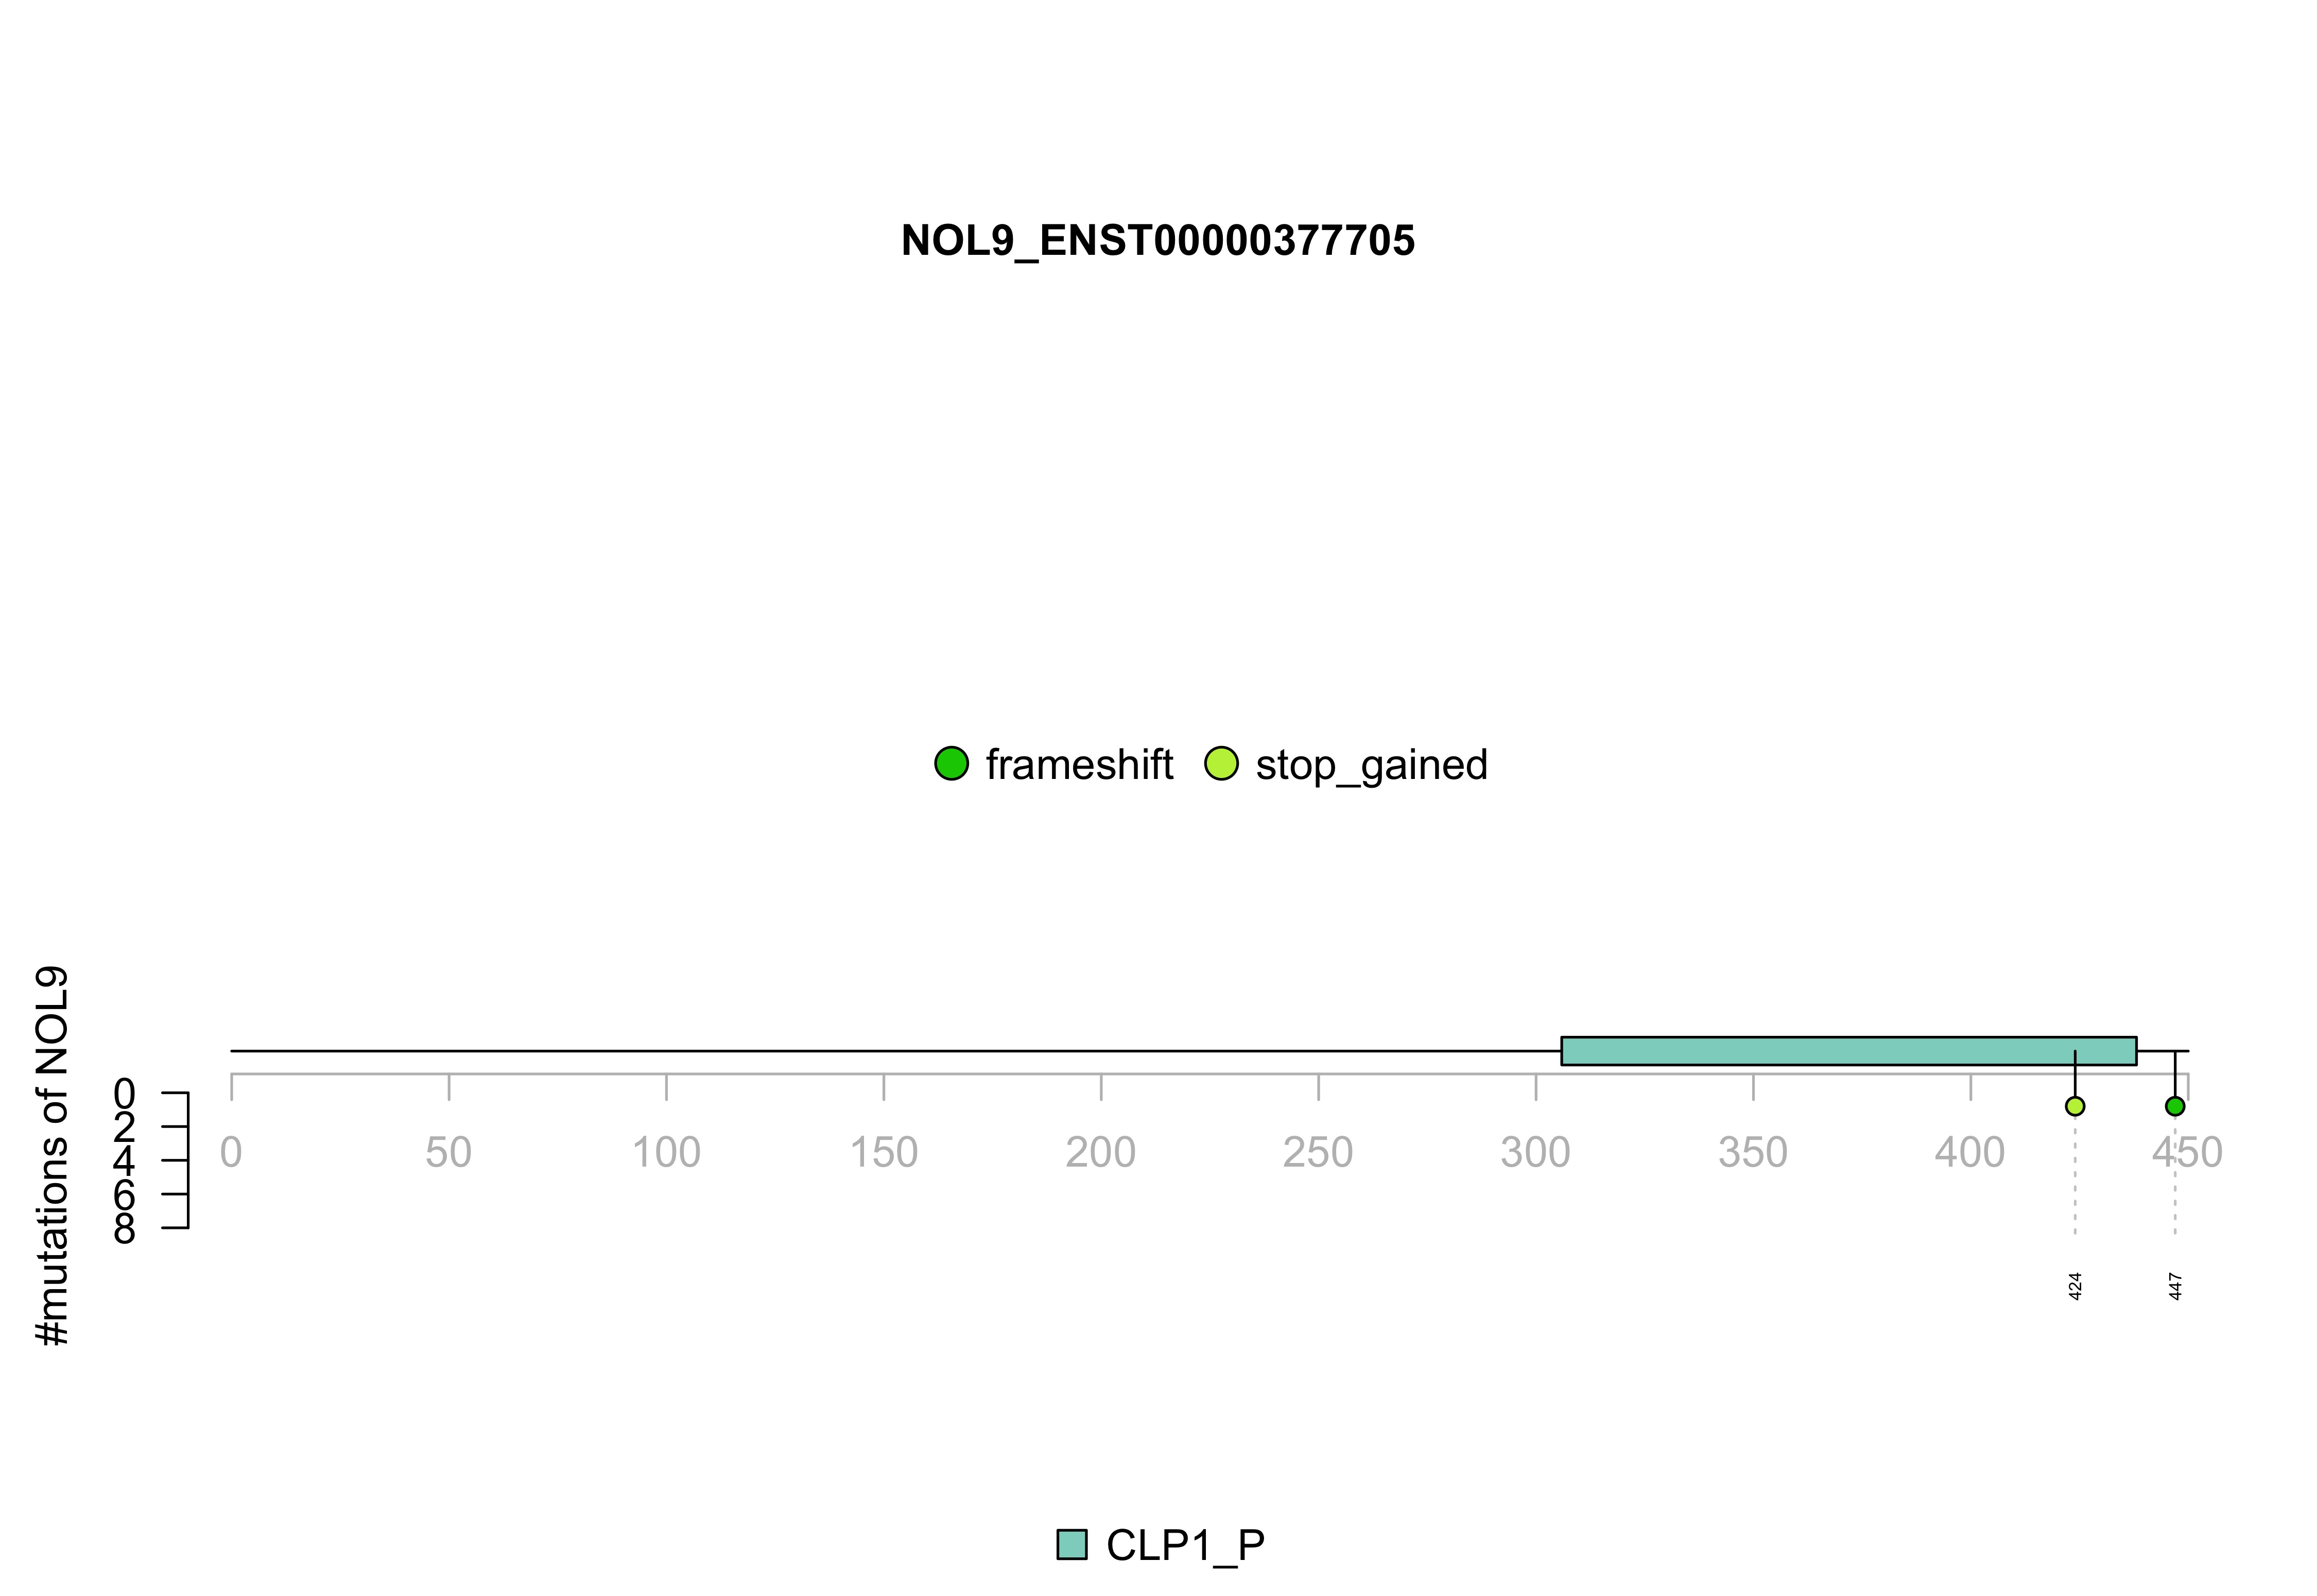 NOL9_ENST00000377705
frameshift stop_gained
#mutations of NOL9
0
2
4
6
8
0 50 100 150 200 250 300 350 400 450
424 447
CLP1_P